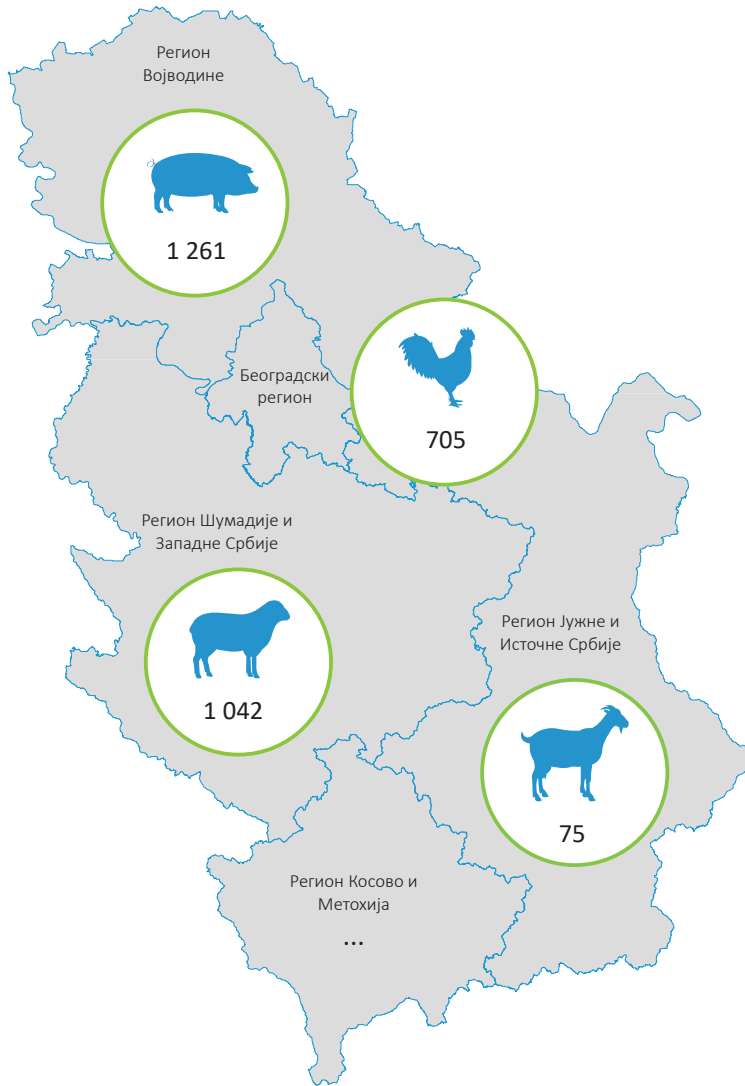 Регион
Војводине
1 261
Београдски
регион
705
Регион Шумадије и
Западне Србије
1 042
Регион Јужне и
Источне Србије
75
Регион Косово и
Метохија
...